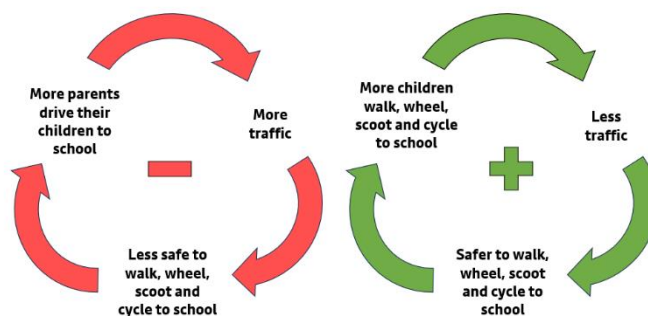 More parents
drive their
children to
school
More
traffic
Less safe to
walk, wheel,
scoot and
cycle to school
More children
walk, wheel,
scoot and cycle
to school
Less
traffic
Safer to walk,
wheel, scoot
and cycle to
school